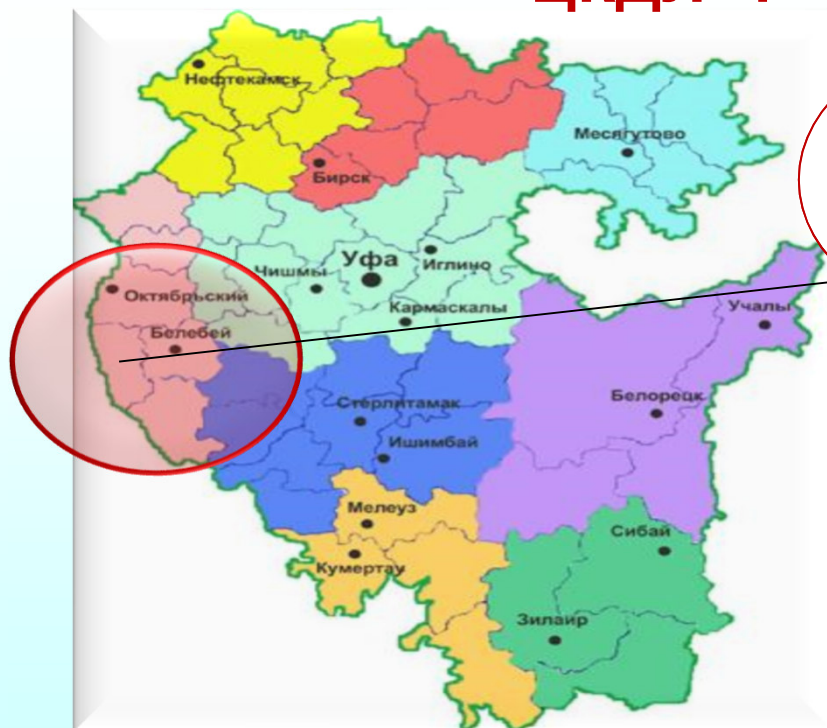 Нефтекамск
Месягутово
Бирск
Уфа
Чишмы
Иглино
Октябрьский
Кармаскалы
Учалы
Белебей
Белорецк
Стерлитамак
Ишимбай
Мелеуз
Сибай
Кумертау
Зилаир